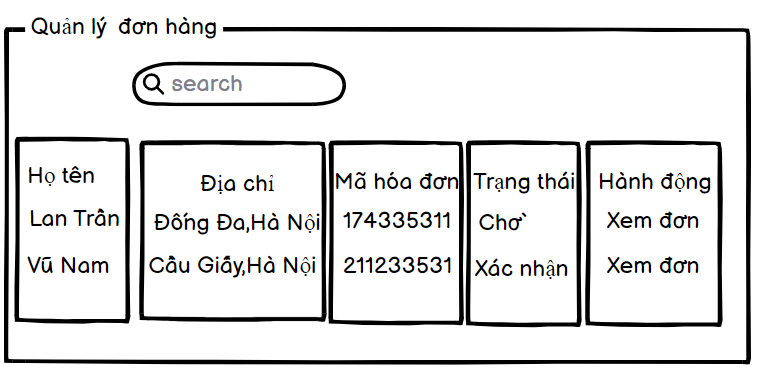 Quản lý đơn hàng
search
Họ tên Địa chỉ Mã hóa đơn Trạng thái Hành động
Lan Trần Đống Đa,Hà Nội 174335311 Chờ Xem đơn
Vũ Nam Cầu Giấy,Hà Nội 211233531 Xác nhận Xem đơn